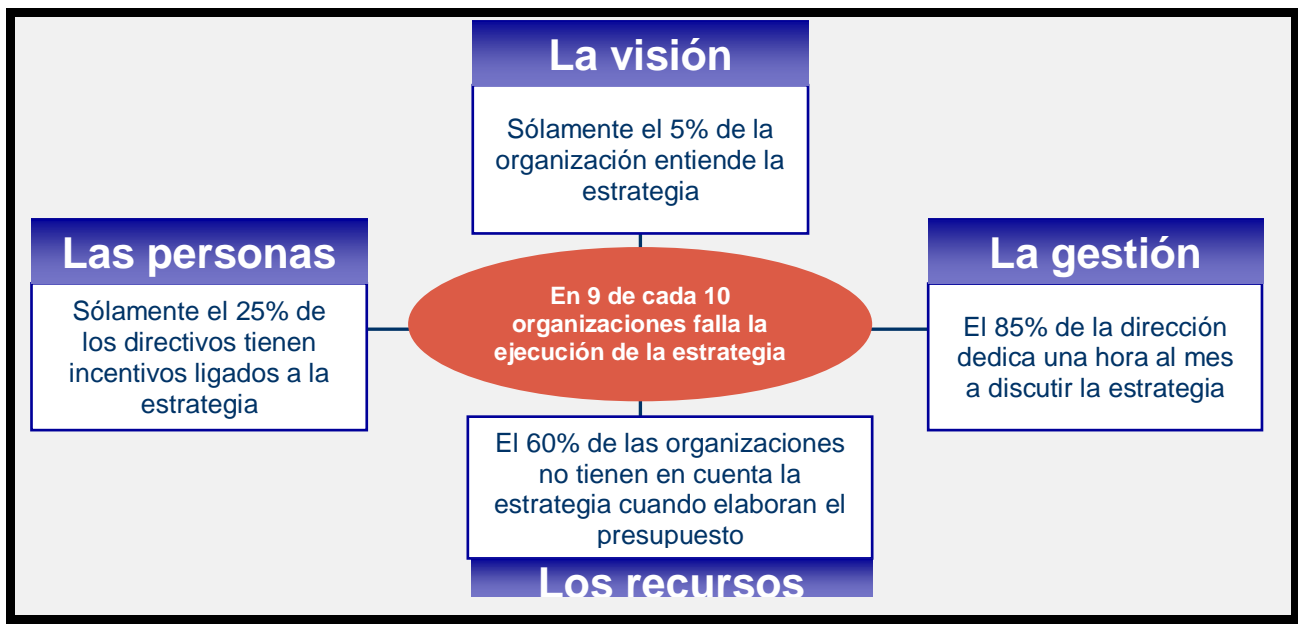 La visión
Sólamente el 5% de la
organización entiende la
estrategia
Las personas
Sólamente el 25% de
los directivos tienen
incentivos ligados a la
estrategia
En 9 de cada 10
organizaciones falla la
ejecución de la estrategia
La gestión
El 85% de la dirección
dedica una hora al mes
a discutir la estrategia
El 60% de las organizaciones
no tienen en cuenta la
estrategia cuando elaboran el
presupuesto
Los recursos